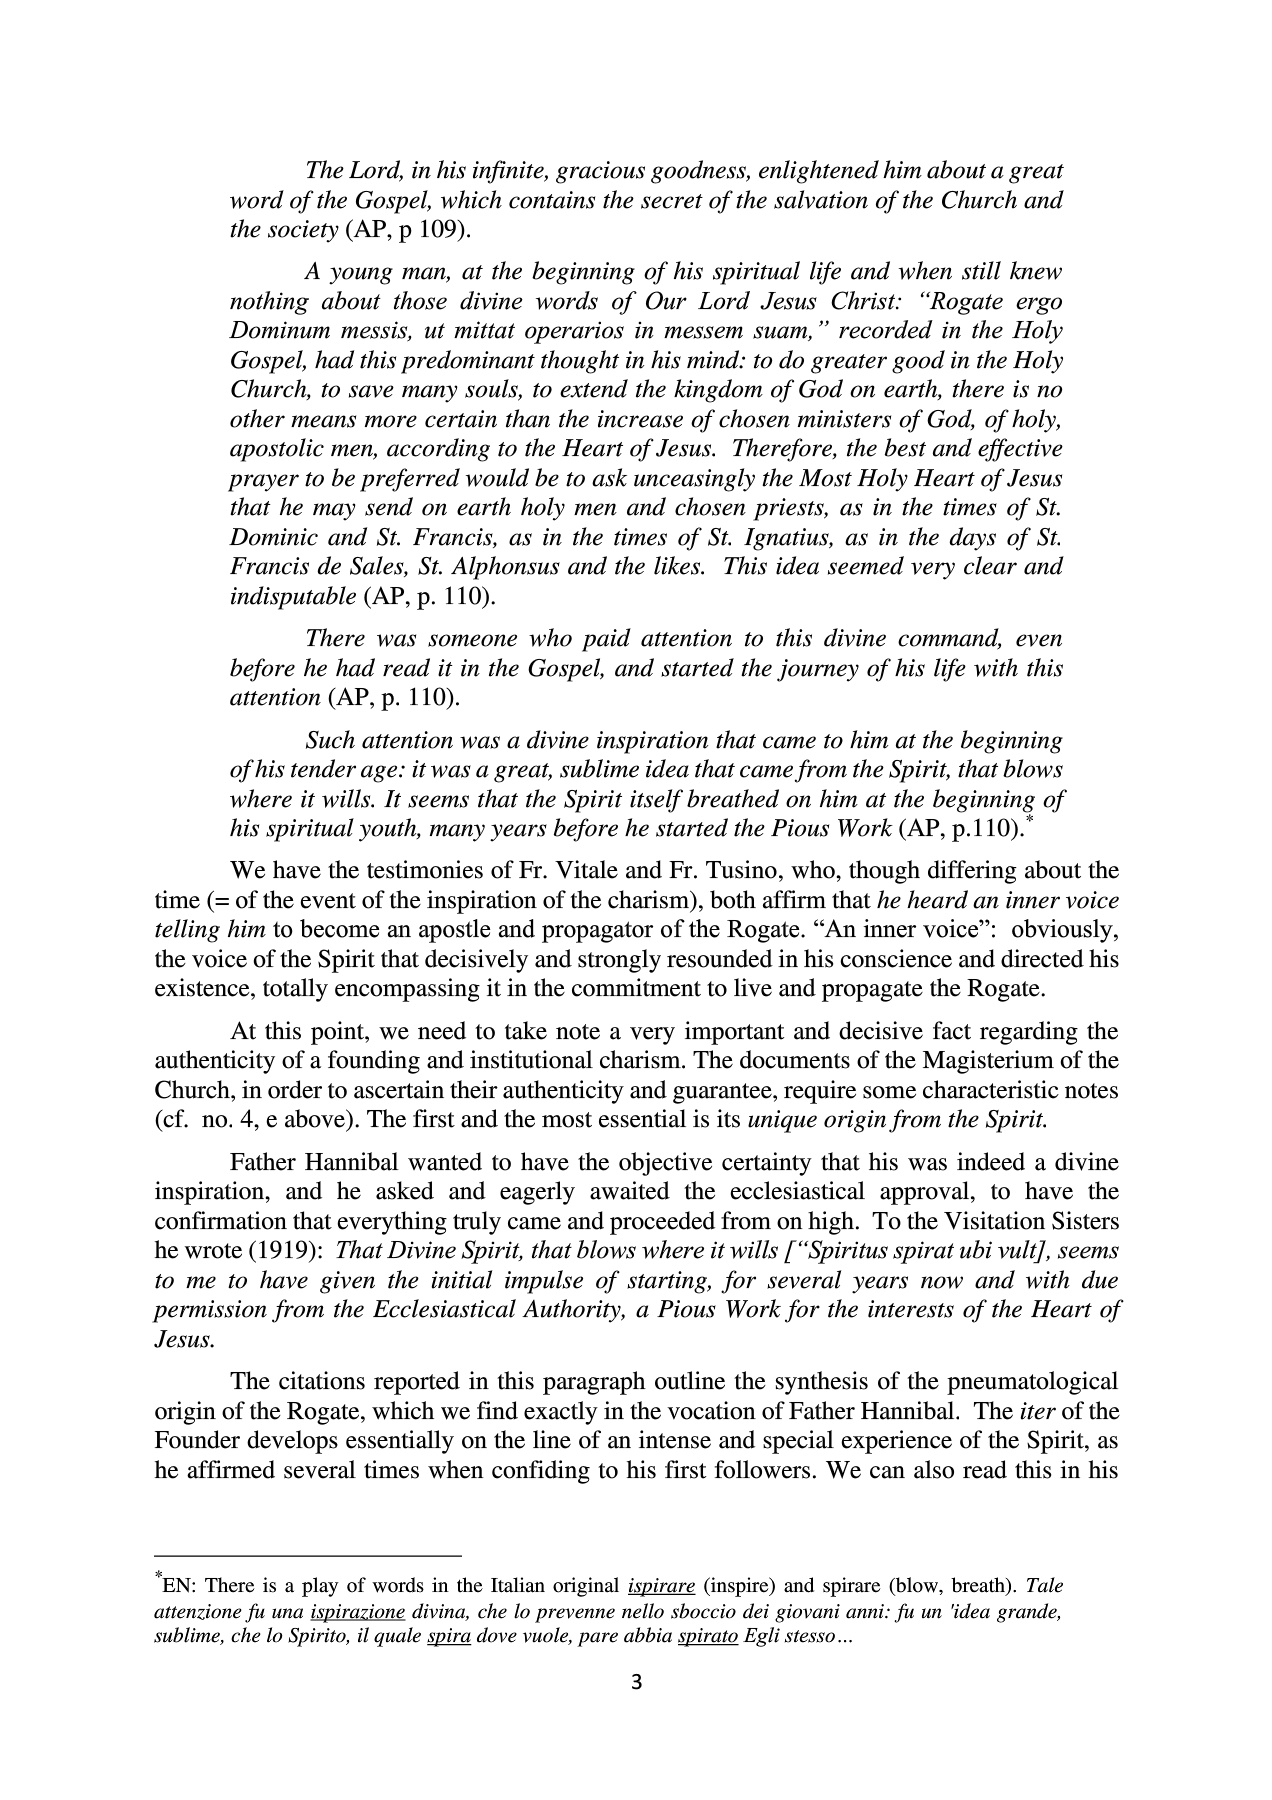 The Lord, in his infinite, gracious goodness, enlightened him about a great
word of the Gospel, which contains the secret of the salvation of the Church and
the society (AP, p 109).
A young man, at the beginning of his spiritual life and when still knew
nothing about those divine words of Our Lord Jesus Christ: “Rogate ergo
Dominum messis, ut mittat operarios in messem suam,” recorded in the Holy
Gospel, had this predominant thought in his mind: to do greater good in the Holy
Church, to save many souls, to extend the kingdom of God on earth, there is no
other means more certain than the increase of chosen ministers of God, of holy,
apostolic men, according to the Heart of Jesus. Therefore, the best and effective
prayer to be preferred would be to ask unceasingly the Most Holy Heart of Jesus
that he may send on earth holy men and chosen priests, as in the times of St.
Dominic and St. Francis, as in the times of St. Ignatius, as in the days of St.
Francis de Sales, St. Alphonsus and the likes. This idea seemed very clear and
indisputable (AP, p. 110).
There was someone who paid attention to this divine command, even
before he had read it in the Gospel, and started the journey of his life with this
attention (AP, p. 110).
Such attention was a divine inspiration that came to him at the beginning
of his tender age: it was a great, sublime idea that came from the Spirit, that blows
where it wills. It seems that the Spirit itself breathed on him at the beginning of
his spiritual youth, many years before he started the Pious Work (AP, p.110).*
We have the testimonies of Fr. Vitale and Fr. Tusino, who, though differing about the
time (= of the event of the inspiration of the charism), both affirm that he heard an inner voice
telling him to become an apostle and propagator of the Rogate. “An inner voice”: obviously,
the voice of the Spirit that decisively and strongly resounded in his conscience and directed his
existence, totally encompassing it in the commitment to live and propagate the Rogate.
At this point, we need to take note a very important and decisive fact regarding the
authenticity of a founding and institutional charism. The documents of the Magisterium of the
Church, in order to ascertain their authenticity and guarantee, require some characteristic notes
(cf. no. 4, e above). The first and the most essential is its unique origin from the Spirit.
Father Hannibal wanted to have the objective certainty that his was indeed a divine
inspiration, and he asked and eagerly awaited the ecclesiastical approval, to have the
confirmation that everything truly came and proceeded from on high. To the Visitation Sisters
he wrote (1919): That Divine Spirit, that blows where it wills [“Spiritus spirat ubi vult], seems
to me to have given the initial impulse of starting, for several years now and with due
permission from the Ecclesiastical Authority, a Pious Work for the interests of the Heart of
Jesus.
The citations reported in this paragraph outline the synthesis of the pneumatological
origin of the Rogate, which we find exactly in the vocation of Father Hannibal. The iter of the
Founder develops essentially on the line of an intense and special experience of the Spirit, as
he affirmed several times when confiding to his first followers. We can also read this in his
*EN: There is a play of words in the Italian original ispirare (inspire) and spirare (blow, breath). Tale
attenzione fu una ispirazione divina, che lo prevenne nello sboccio dei giovani anni: fu un 'idea grande,
sublime, che lo Spirito, il quale spira dove vuole, pare abbia spirato Egli stesso…
3